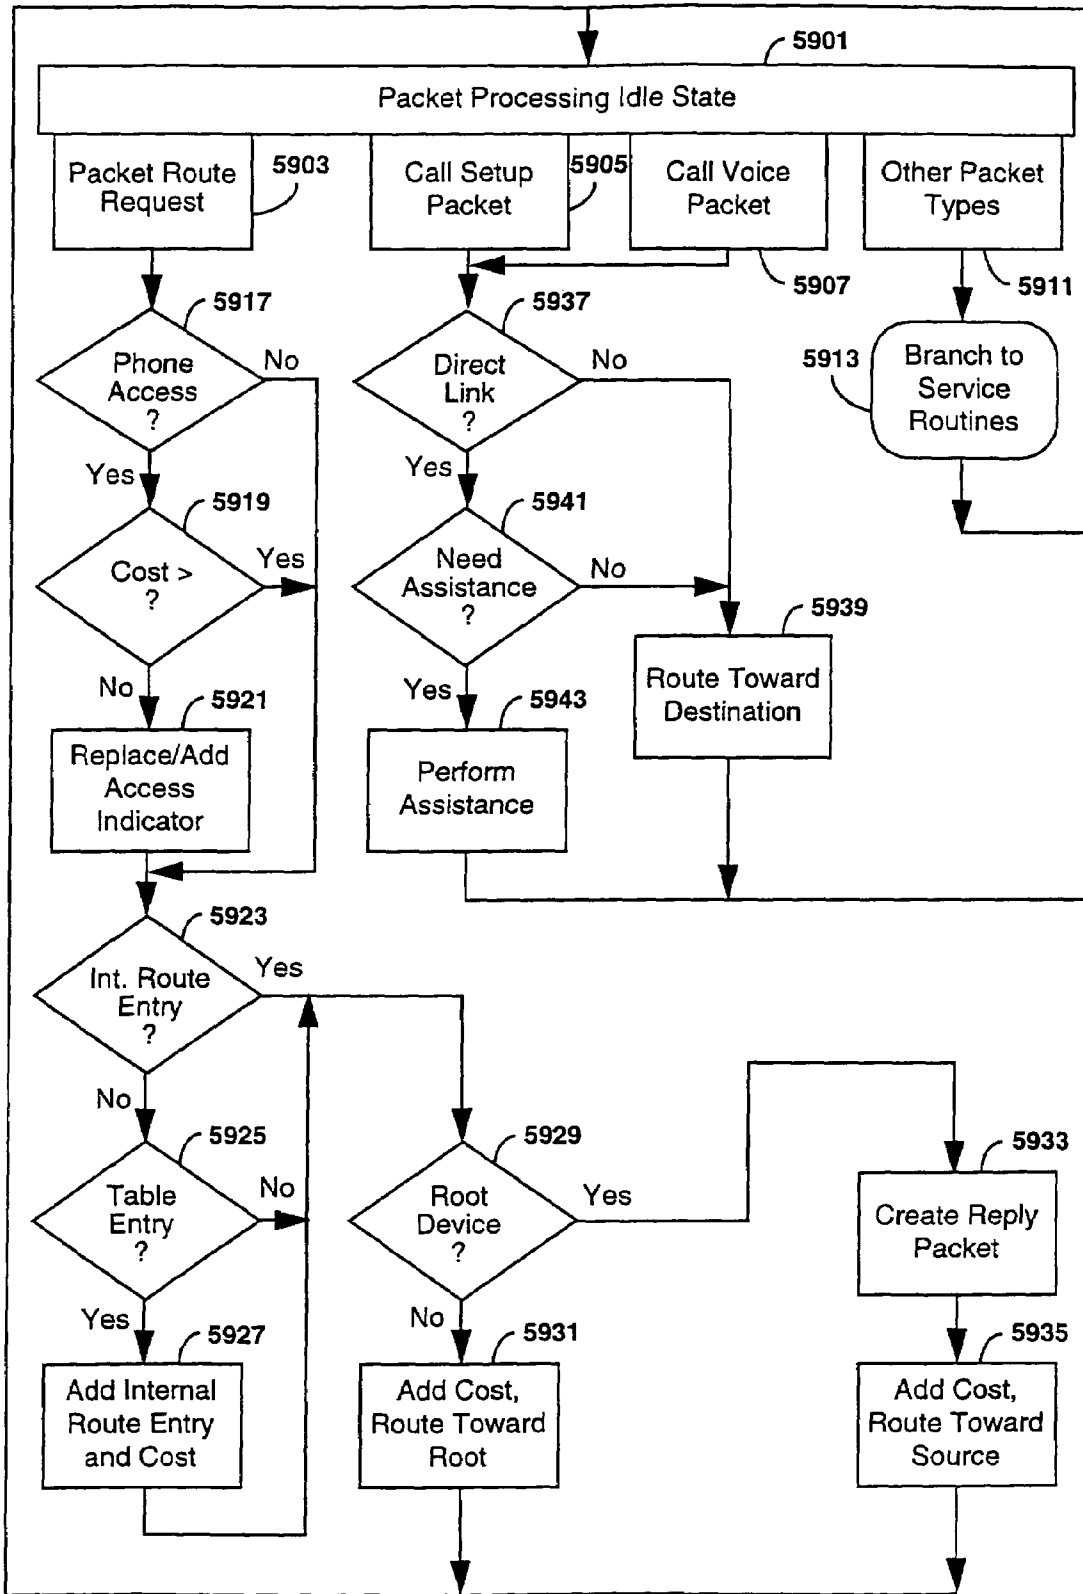 5901
Packet Processing Idle State
Packet Route
Request
5903
Call Setup
Packet
5905
Call Voice
Packet
5907
Other Packet
Types
5911
5917
Phone
Access
?
No
Yes
5937
Direct
Link
?
No
Yes
5913
Branch to
Service
Routines
5919
Cost >
?
Yes
No
5941
Need
Assistance
?
No
Yes
5939
Route Toward
Destination
5921
Replace/Add
Access
Indicator
5943
Perform
Assistance
5923
Int. Route
Entry
?
Yes
No
5925
Table
Entry
?
No
Yes
5929
Root
Device
?
Yes
No
5933
Create Reply
Packet
5927
Add Internal
Route Entry
and Cost
5931
Add Cost,
Route Toward
Root
5935
Add Cost,
Route Toward
Source